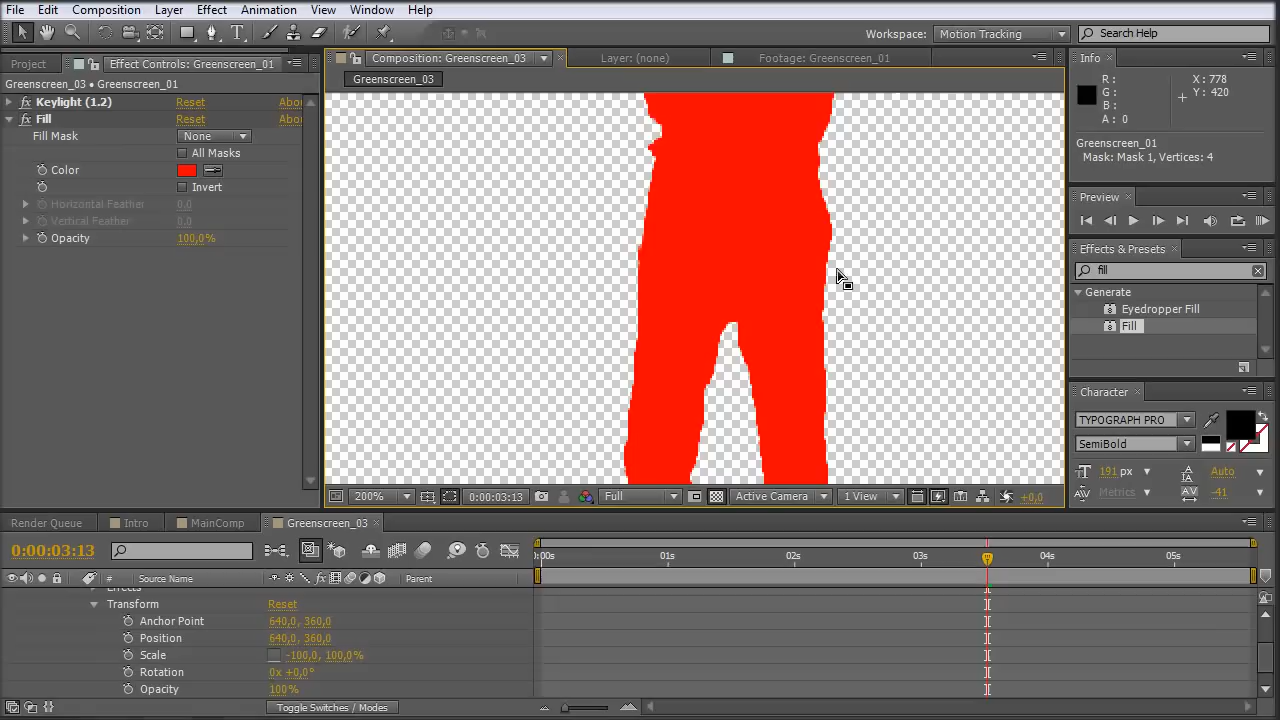 File Edit Composition Layer Effect Animation View Window Help
Workspace: Motion Tracking Search Help
Project Effect Controls: Greenscreen_01 Composition: Greenscreen_03 Layer: (none) Footage: Greenscreen_01 Info
Greenscreen_03 • Greenscreen_01 Greenscreen_03
Keylight (1.2) Reset Abou
Fill Reset Abou
Fill Mask None
All Masks
Color
Invert
Horizontal Feather 0,0
Vertical Feather 0,0
Opacity 100,0%
R : X : 778
G : Y : 420
B :
A : 0
Greenscreen_01
Mask: Mask 1, Vertices: 4
Preview
Effects & Presets
fill
Generate
Eyedropper Fill
Fill
Character
TYPOGRAPH PRO
SemiBold
191 px Auto
Metrics -41
200% 0:00:03:13 Full Active Camera 1 View +0,0
Render Queue Intro MainComp Greenscreen_03
0:00:03:13
:00s 01s 02s 03s 04s 05s
# Source Name Parent
Effects
Transform Reset
Anchor Point 640,0, 360,0
Position 640,0, 360,0
Scale -100,0, 100,0%
Rotation 0x +0,0°
Opacity 100%
Toggle Switches / Modes